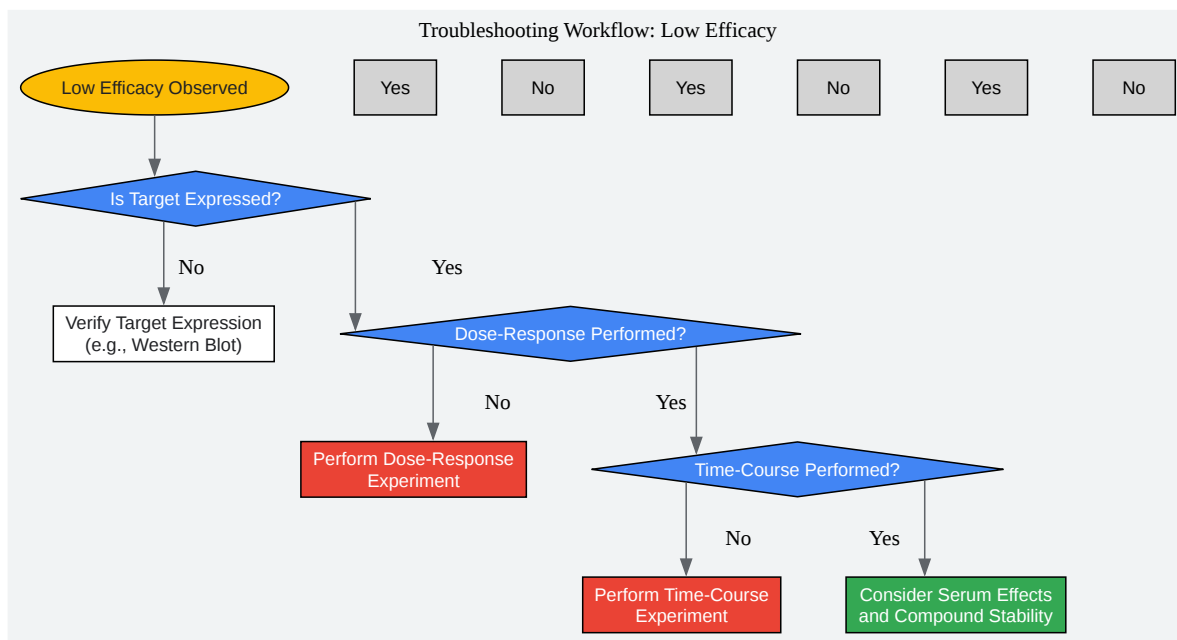 Troubleshooting Workflow: Low Efficacy
Low Efficacy Observed
Yes
No
Yes
No
Yes
No
Is Target Expressed?
No
Yes
Verify Target Expression
(e.g., Western Blot)
Dose-Response Performed?
No
Yes
Perform Dose-Response
Experiment
Time-Course Performed?
No
Yes
Perform Time-Course
Experiment
Consider Serum Effects
and Compound Stability